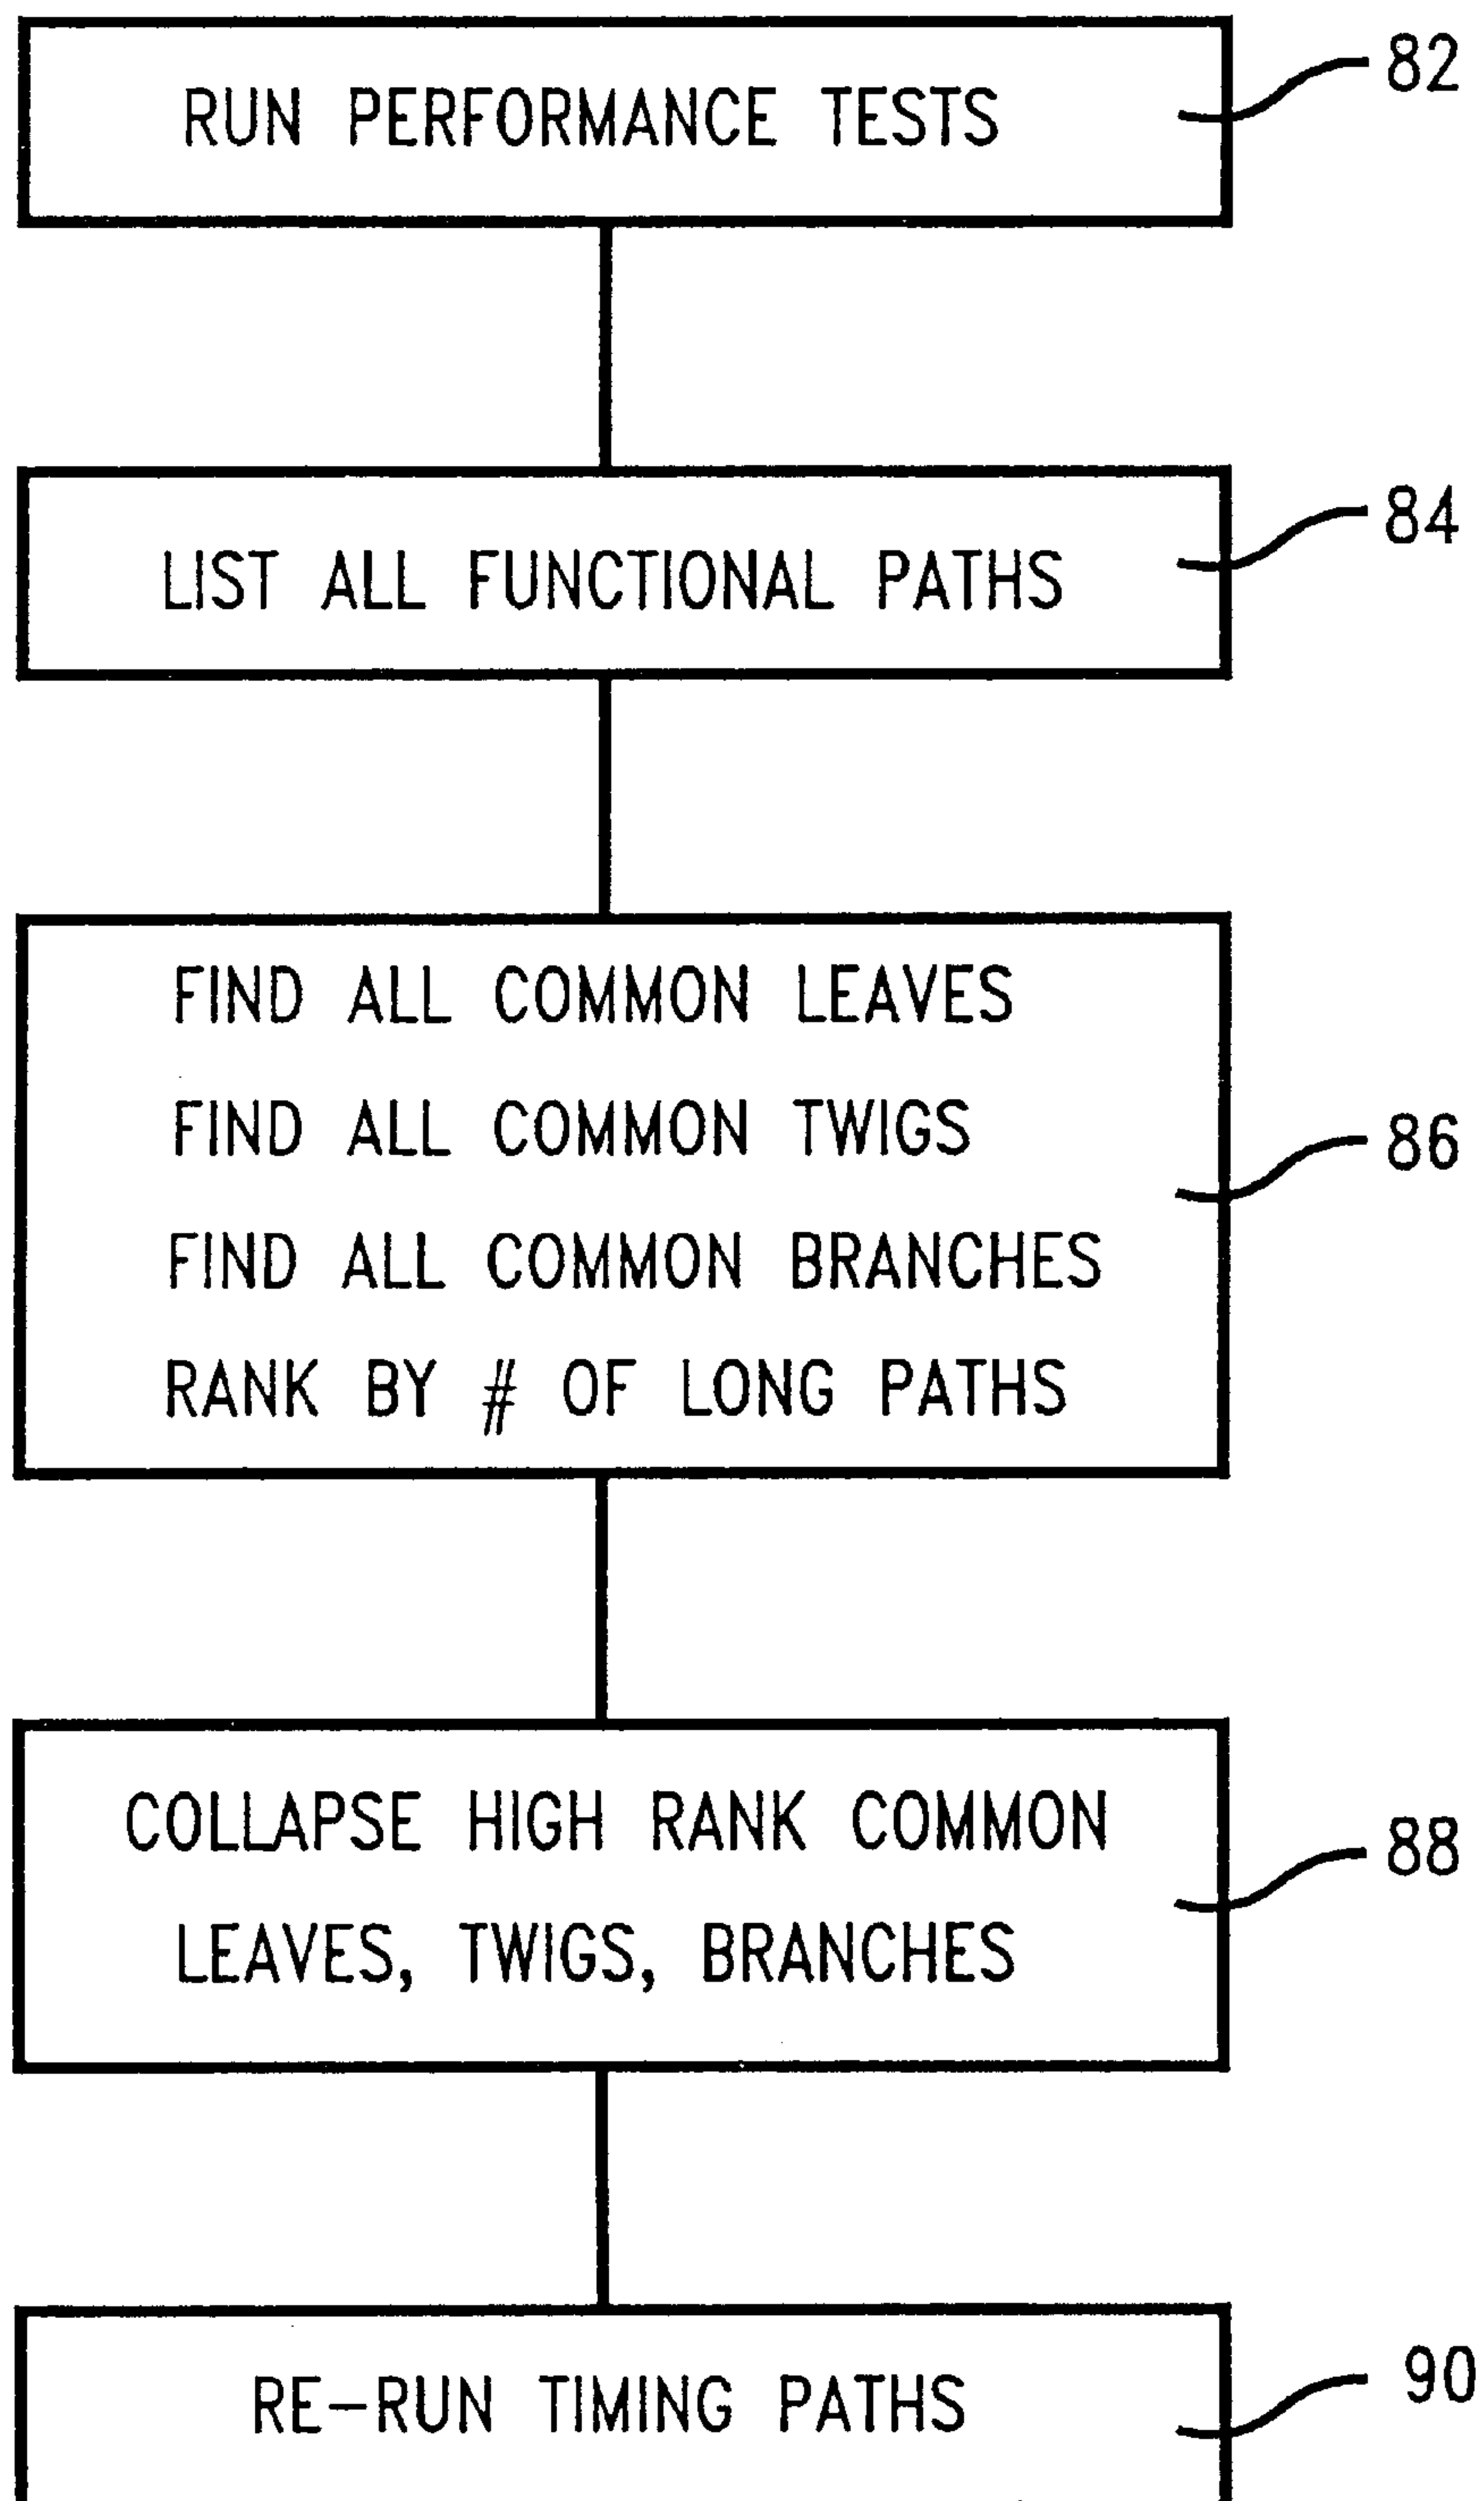 RUN PERFORMANCE TESTS
82
LIST ALL FUNCTIONAL PATHS
84
FIND ALL COMMON LEAVES
FIND ALL COMMON TWIGS
FIND ALL COMMON BRANCHES
RANK BY # OF LONG PATHS
86
COLLAPSE HIGH RANK COMMON
LEAVES, TWIGS, BRANCHES
88
RE-RUN TIMING PATHS
90